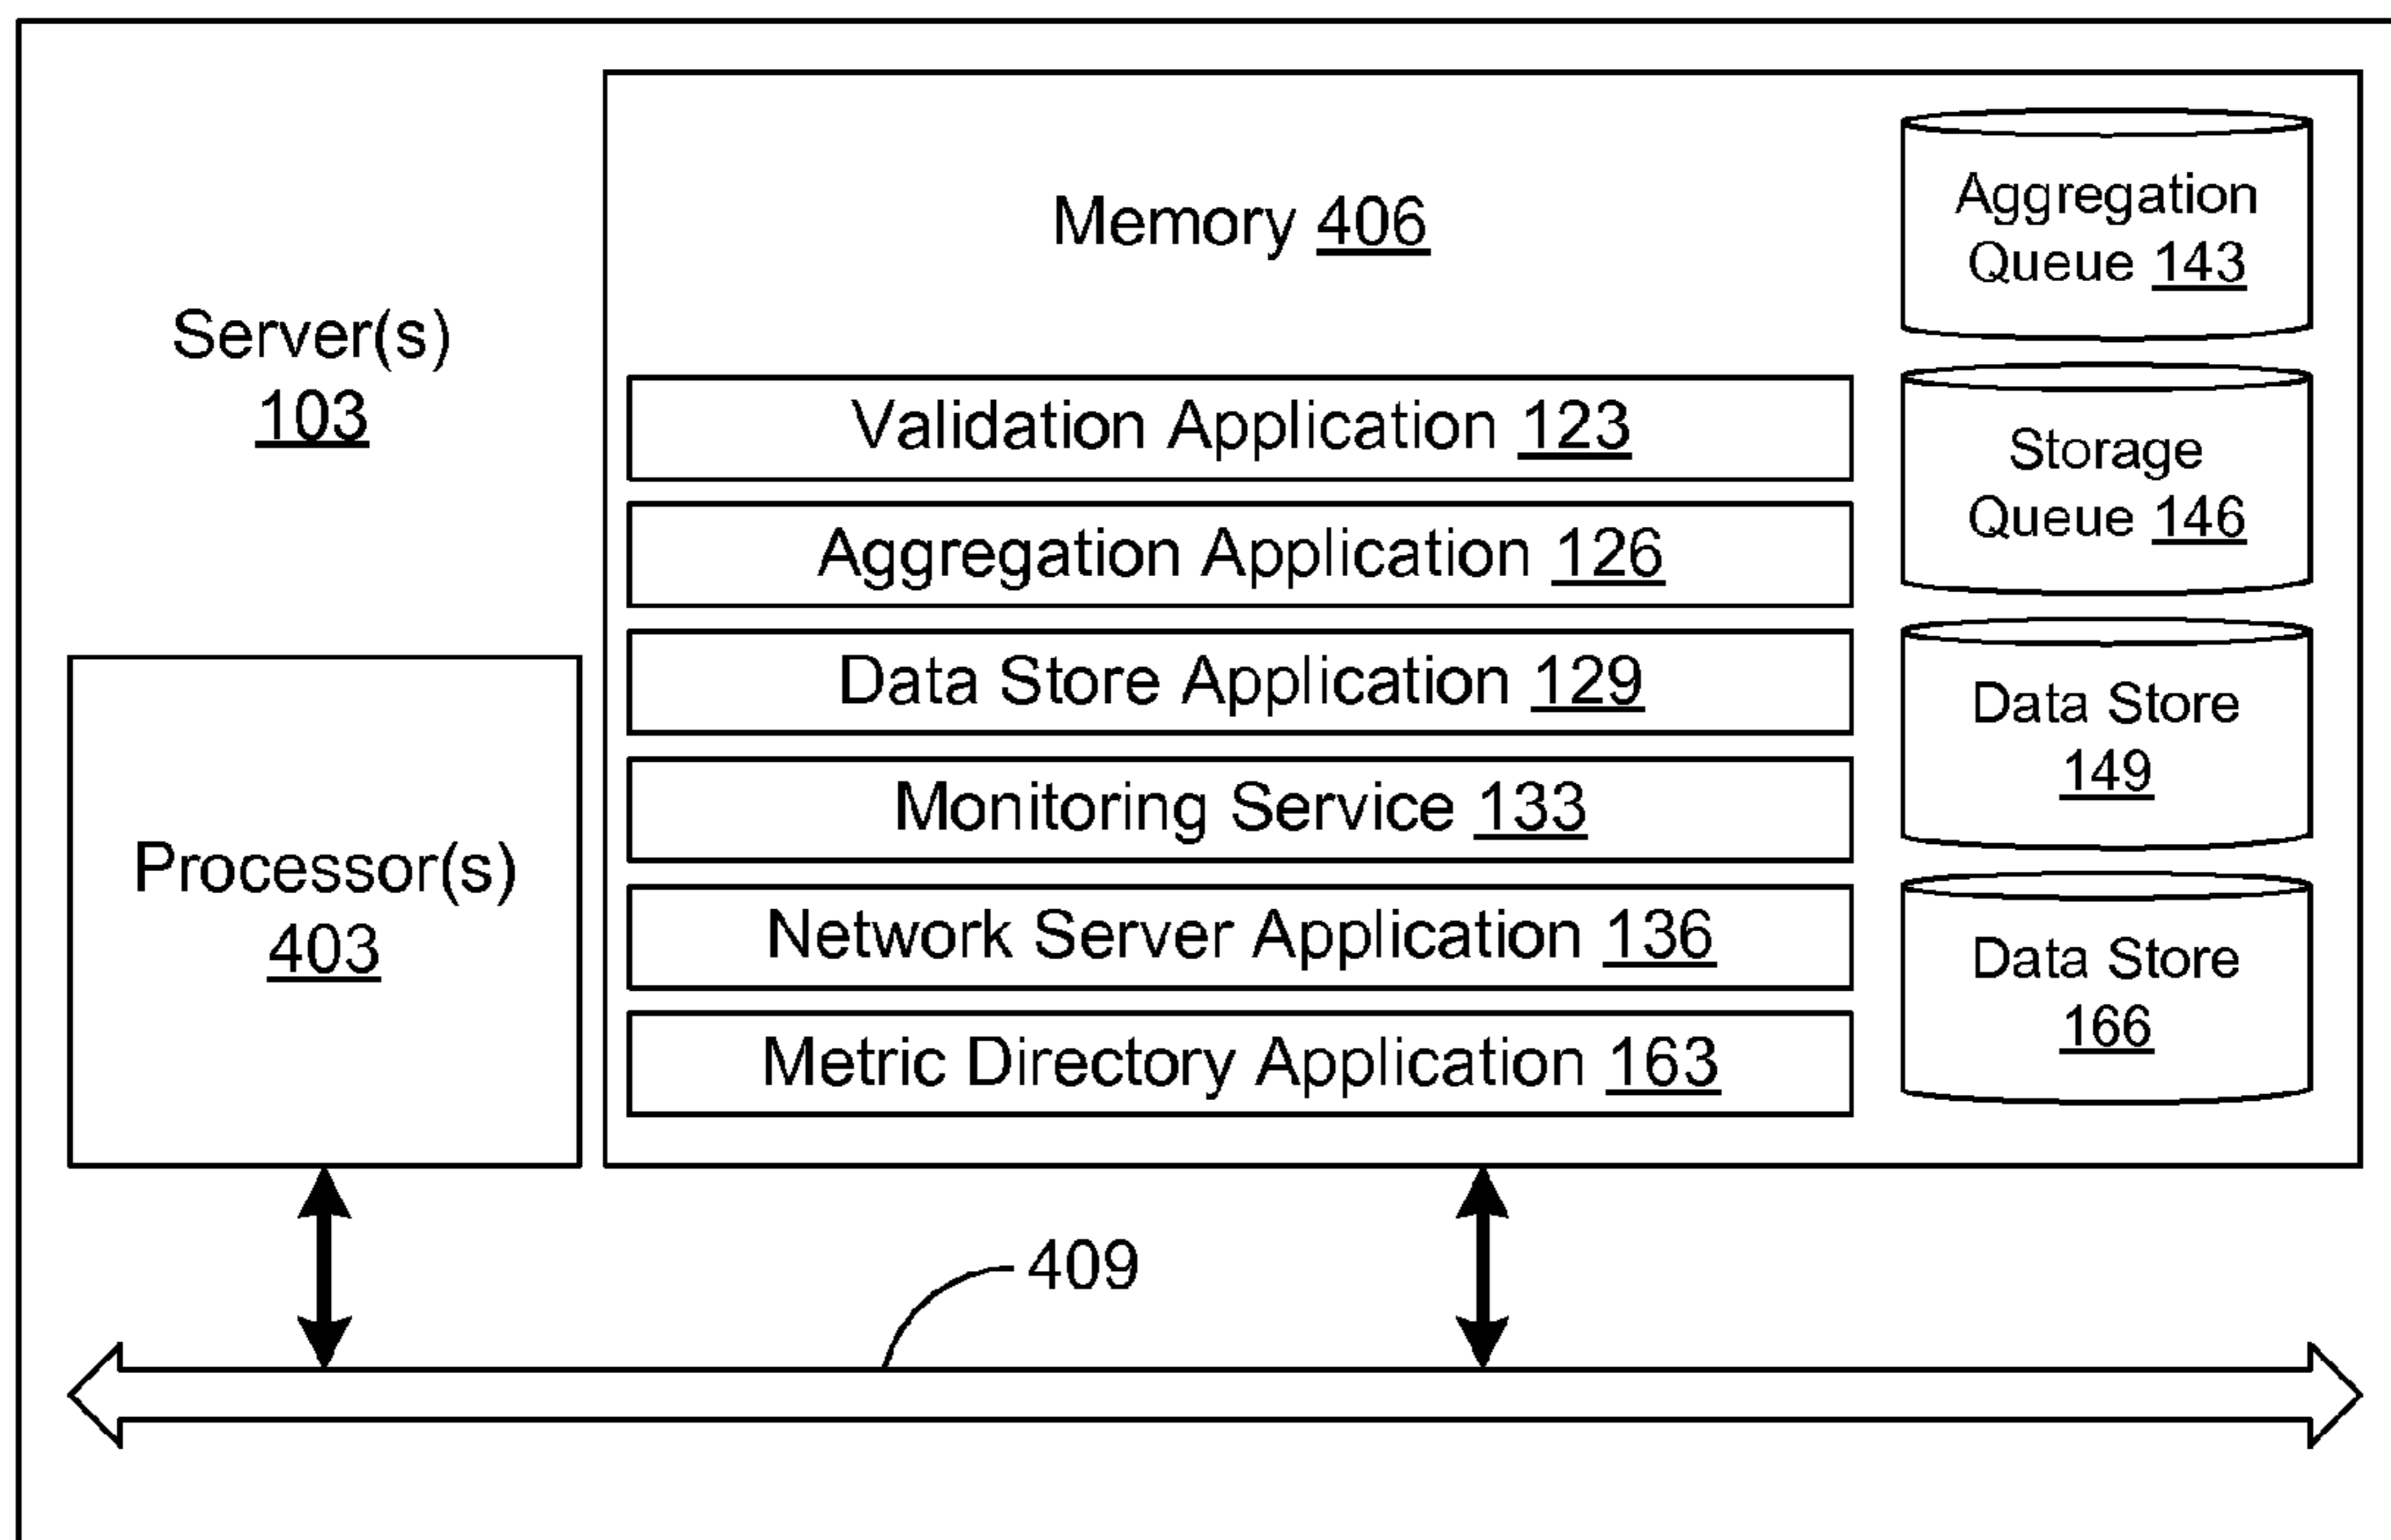 Server(s)
103
Processor(s)
403
Memory 406
Validation Application 123
Aggregation Application 126
Data Store Application 129
Monitoring Service 133
Network Server Application 136
Metric Directory Application 163
Aggregation
Queue 143
Storage
Queue 146
Data Store
149
Data Store
166
409